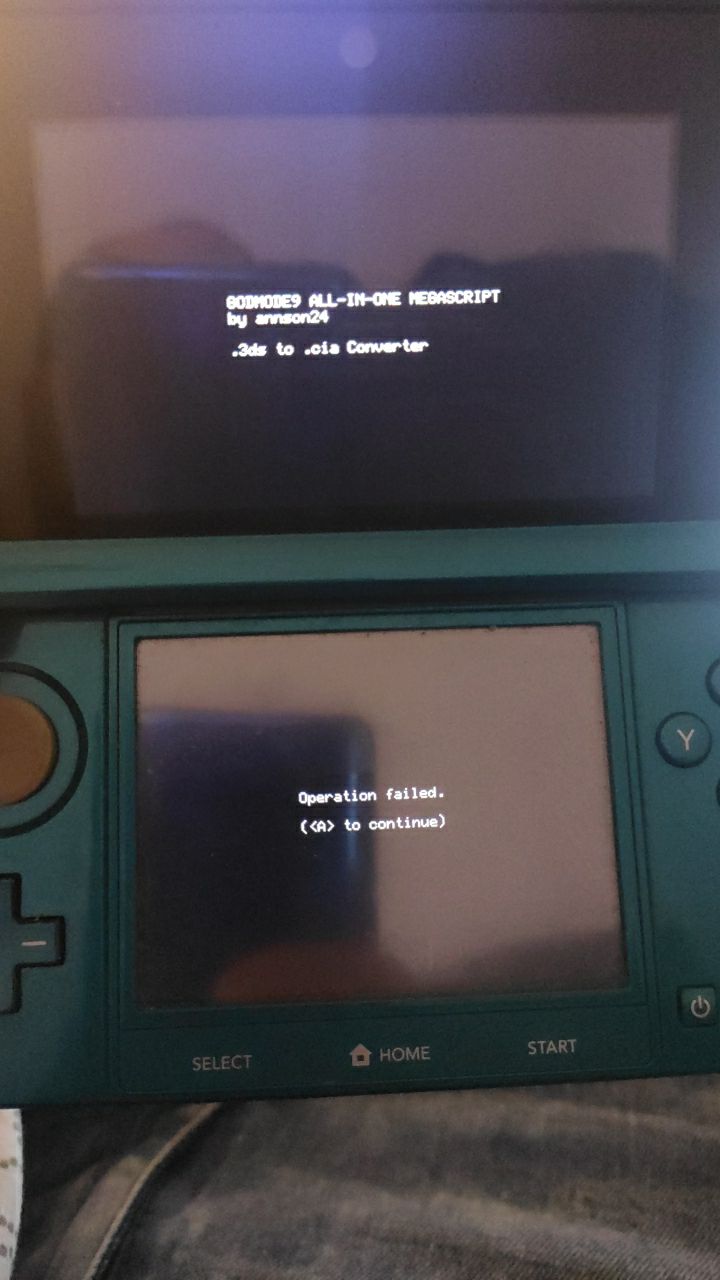 GODMODE9 ALL-IN-ONE MEGASCRIPT
by annson24
.3ds to .cia Converter
Operation failed.
(<A> to continue)
Y
SELECT
HOME
START